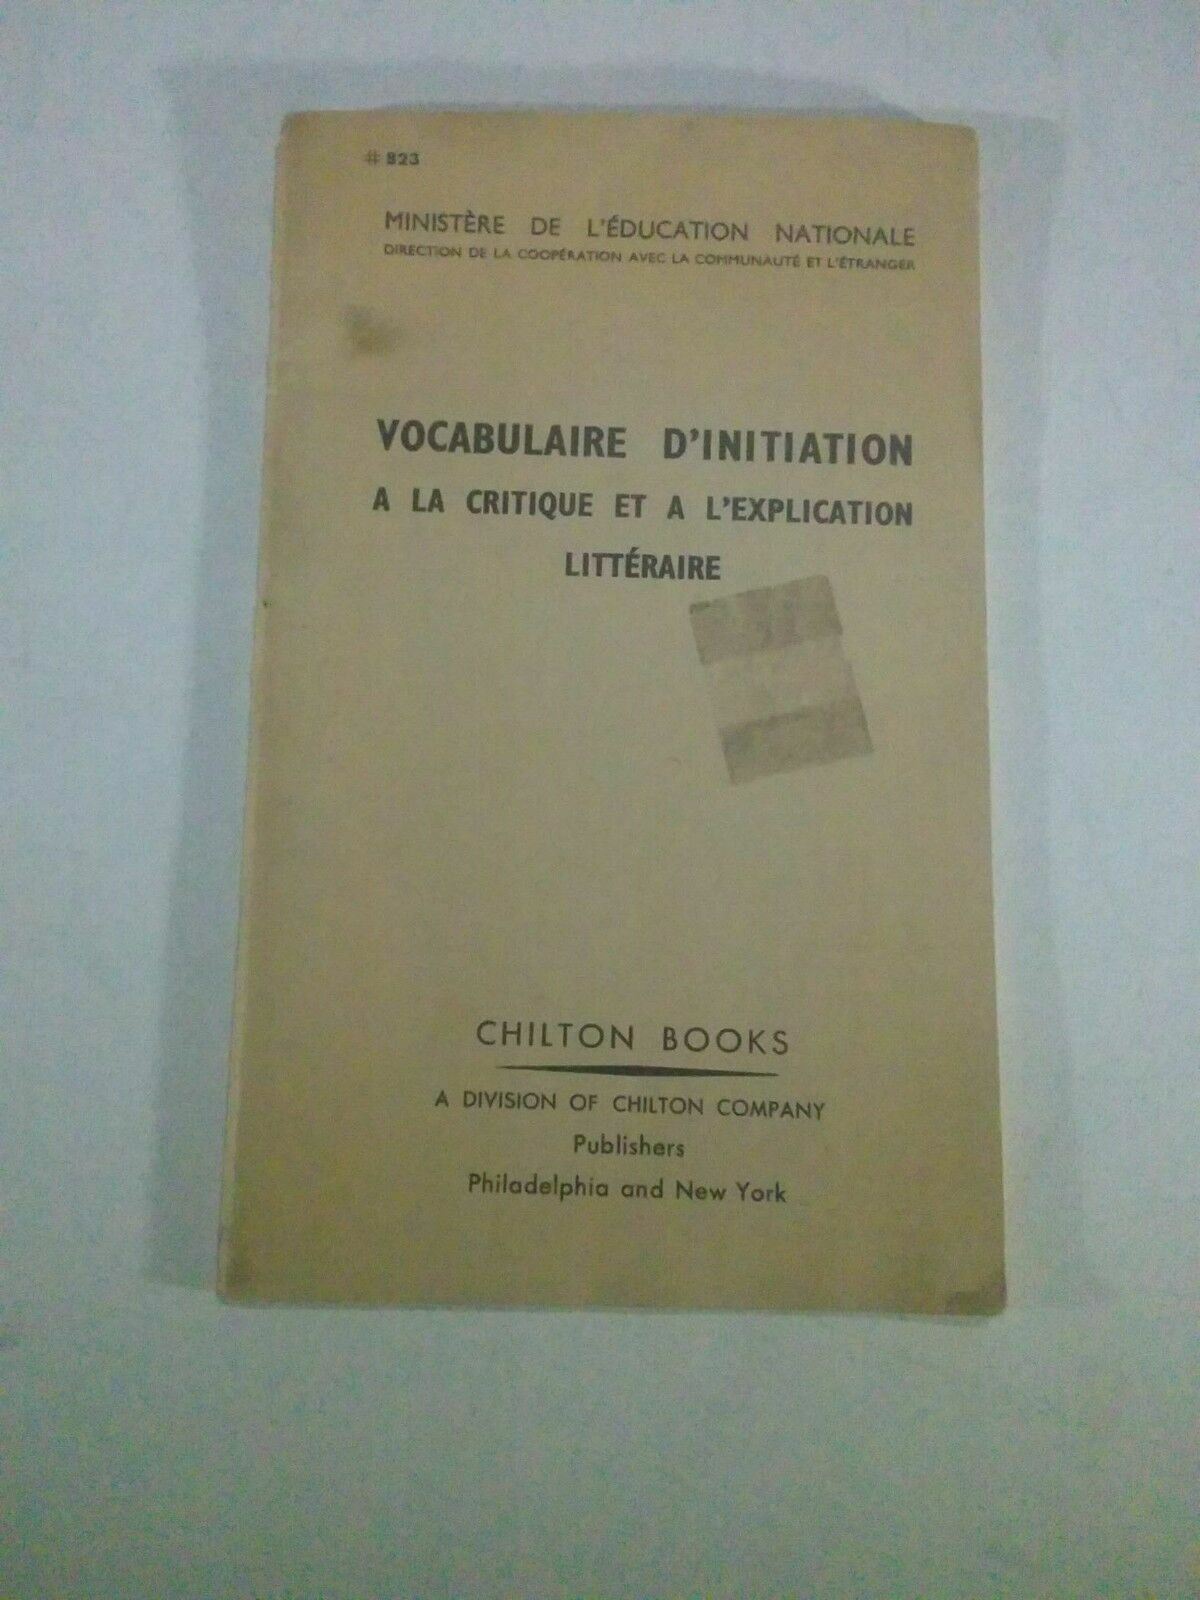 # 823
MINISTÈRE DE L'ÉDUCATION NATIONALE
DIRECTION DE LA COOPÉRATION AVEC LA COMMUNAUTÉ ET L'ÉTRANGER
VOCABULAIRE D'INITIATION
A LA CRITIQUE ET A L'EXPLICATION
LITTÉRAIRE
CHILTON BOOKS
A DIVISION OF CHILTON COMPANY
Publishers
Philadelphia and New York